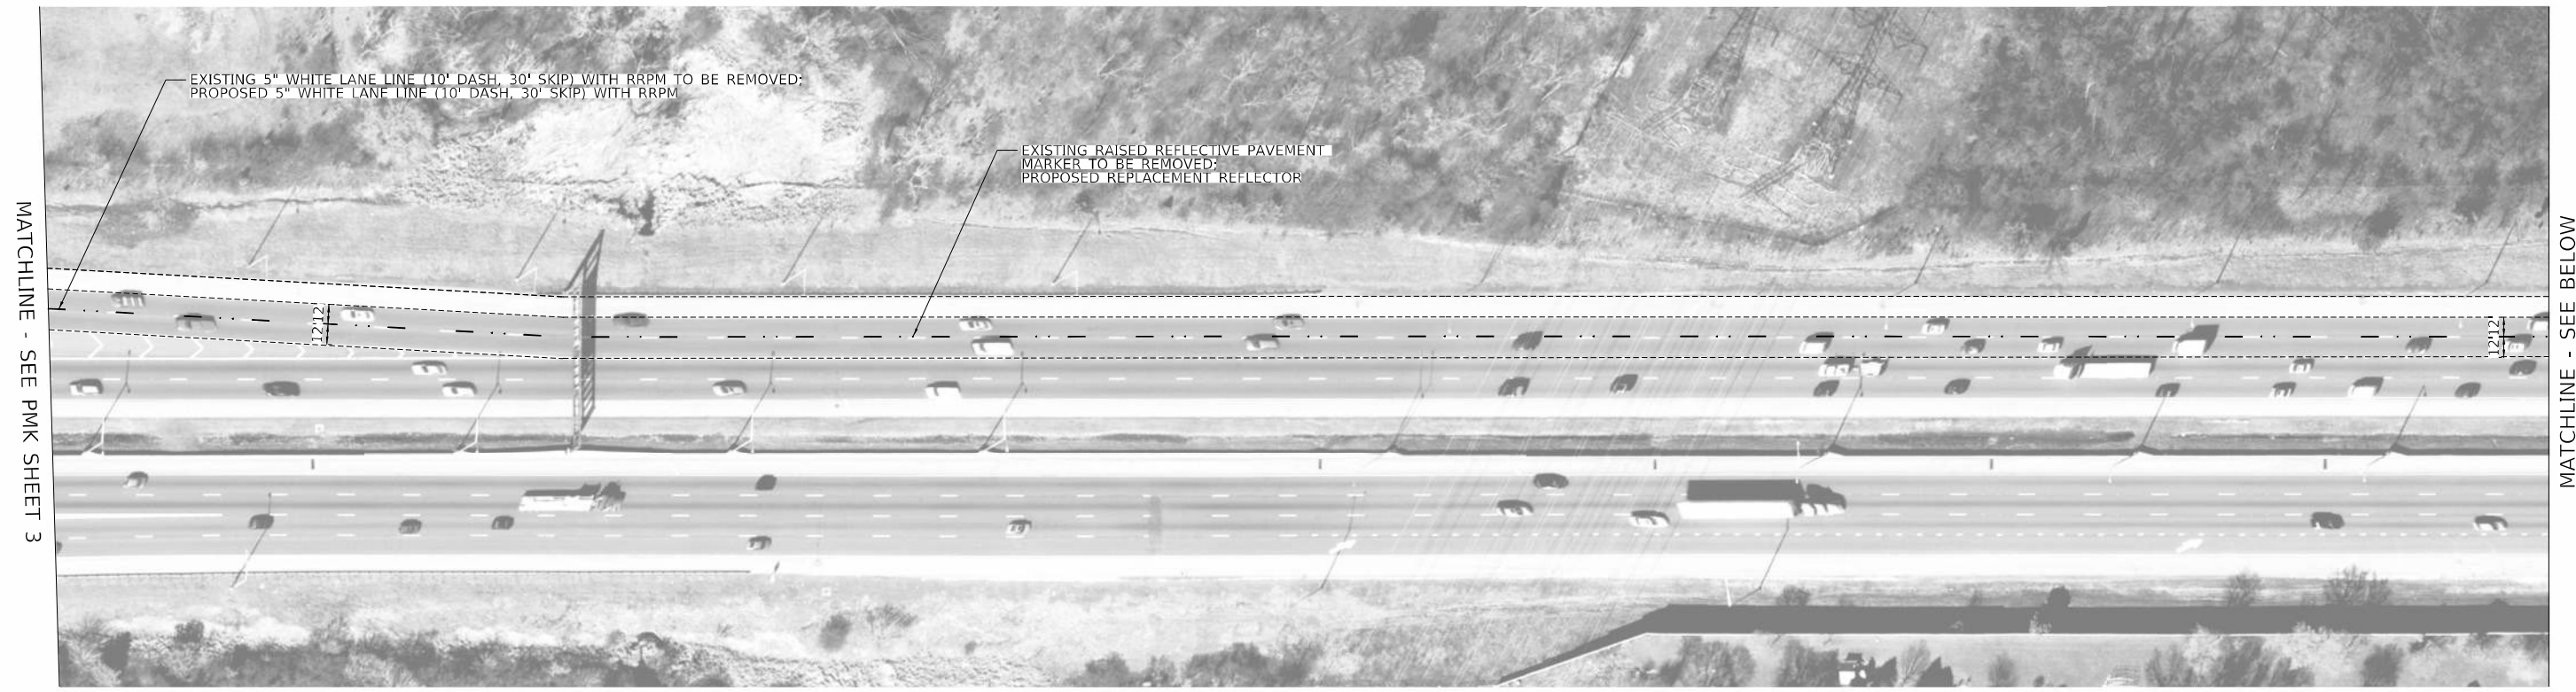 EXISTING 5" WHITE LANE LINE (10' DASH, 30' SKIP) WITH RRPM TO BE REMOVED;
PROPOSED 5" WHITE LANE LINE (10' DASH, 30' SKIP) WITH RRPM
EXISTING RAISED REFLECTIVE PAVEMENT
MARKER TO BE REMOVED;
PROPOSED REPLACEMENT REFLECTOR
MATCHLINE - SEE PMK SHEET 3
12'12'
12'12'
MATCHLINE - SEE BELOW